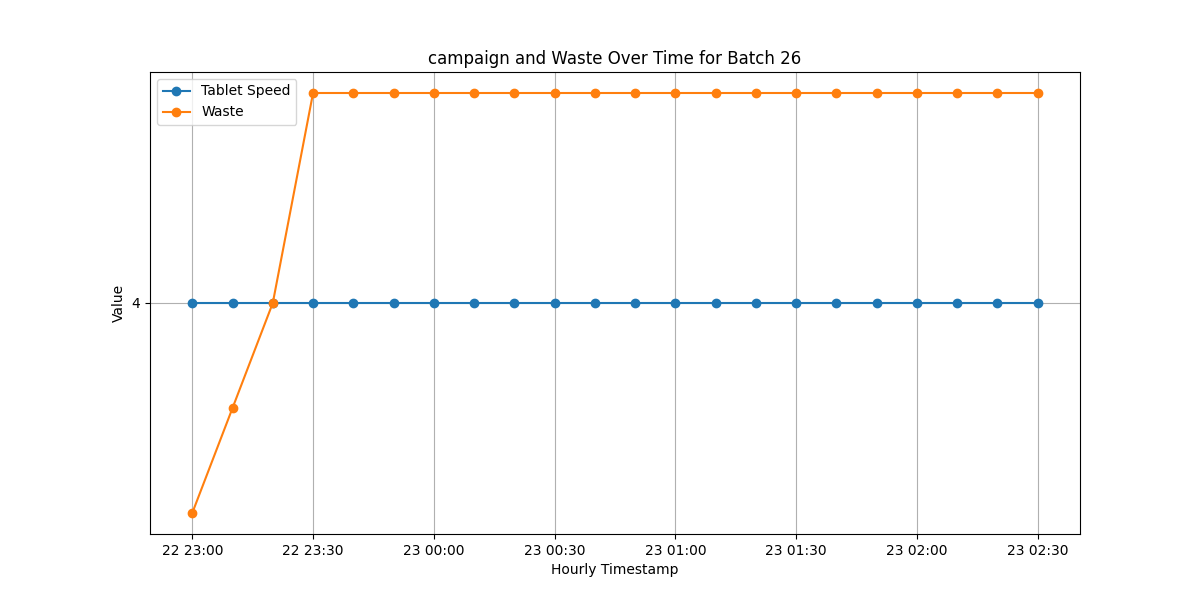 campaign and Waste Over Time for Batch 26
Tablet Speed
Waste
Value
4
22 23:00 22 23:30 23 00:00 23 00:30 23 01:00 23 01:30 23 02:00 23 02:30
Hourly Timestamp